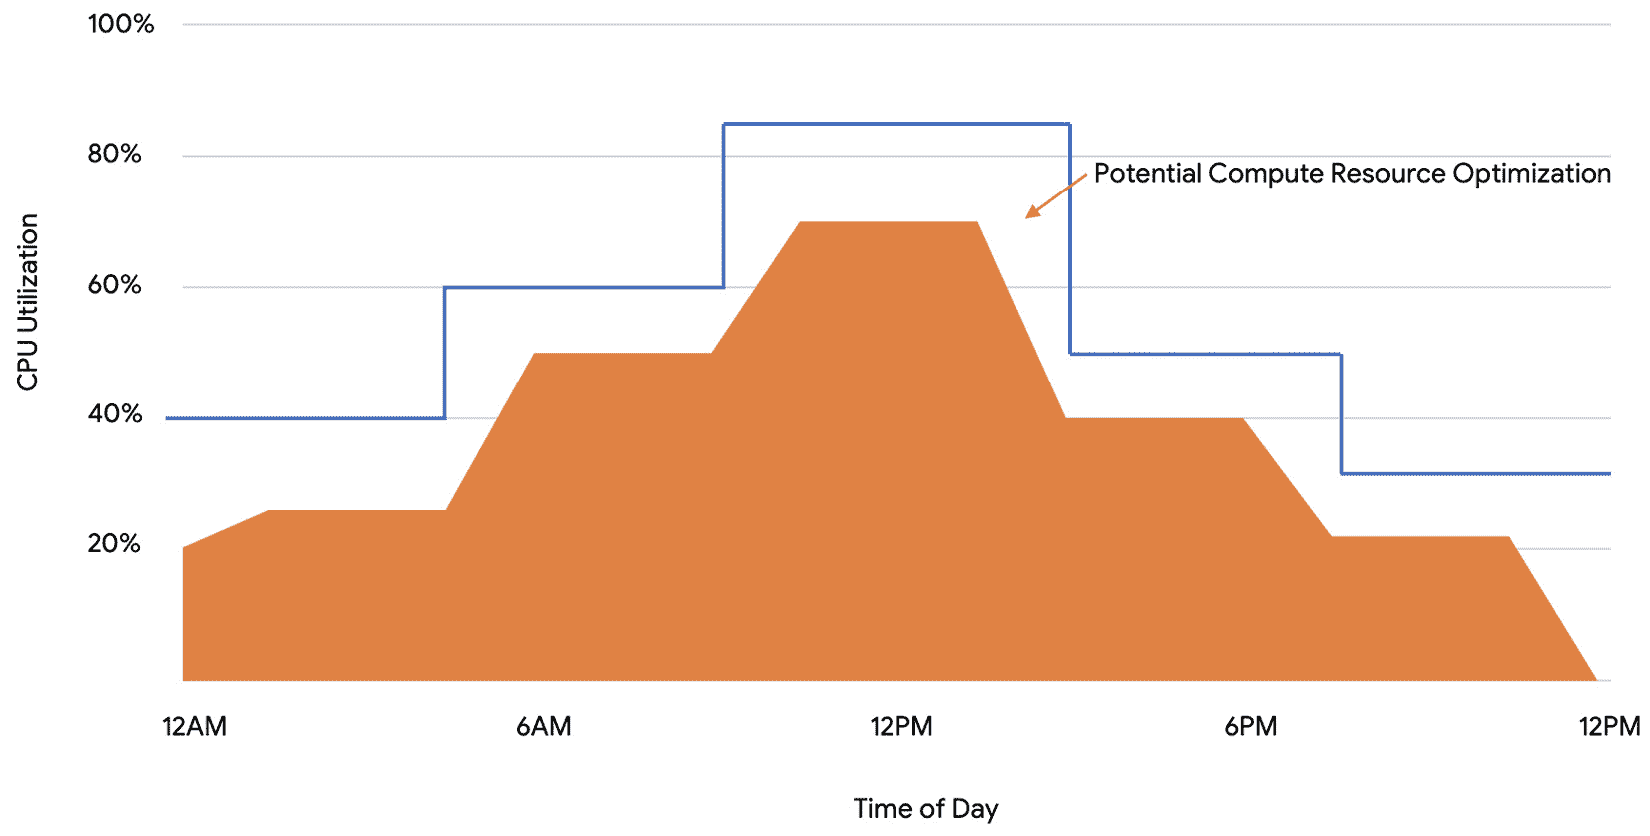 100%
80%
Potential Compute Resource Optimization
60%
40%
20%
CPU Utilization
12AM
6AM
12PM
6PM
12PM
Time of Day